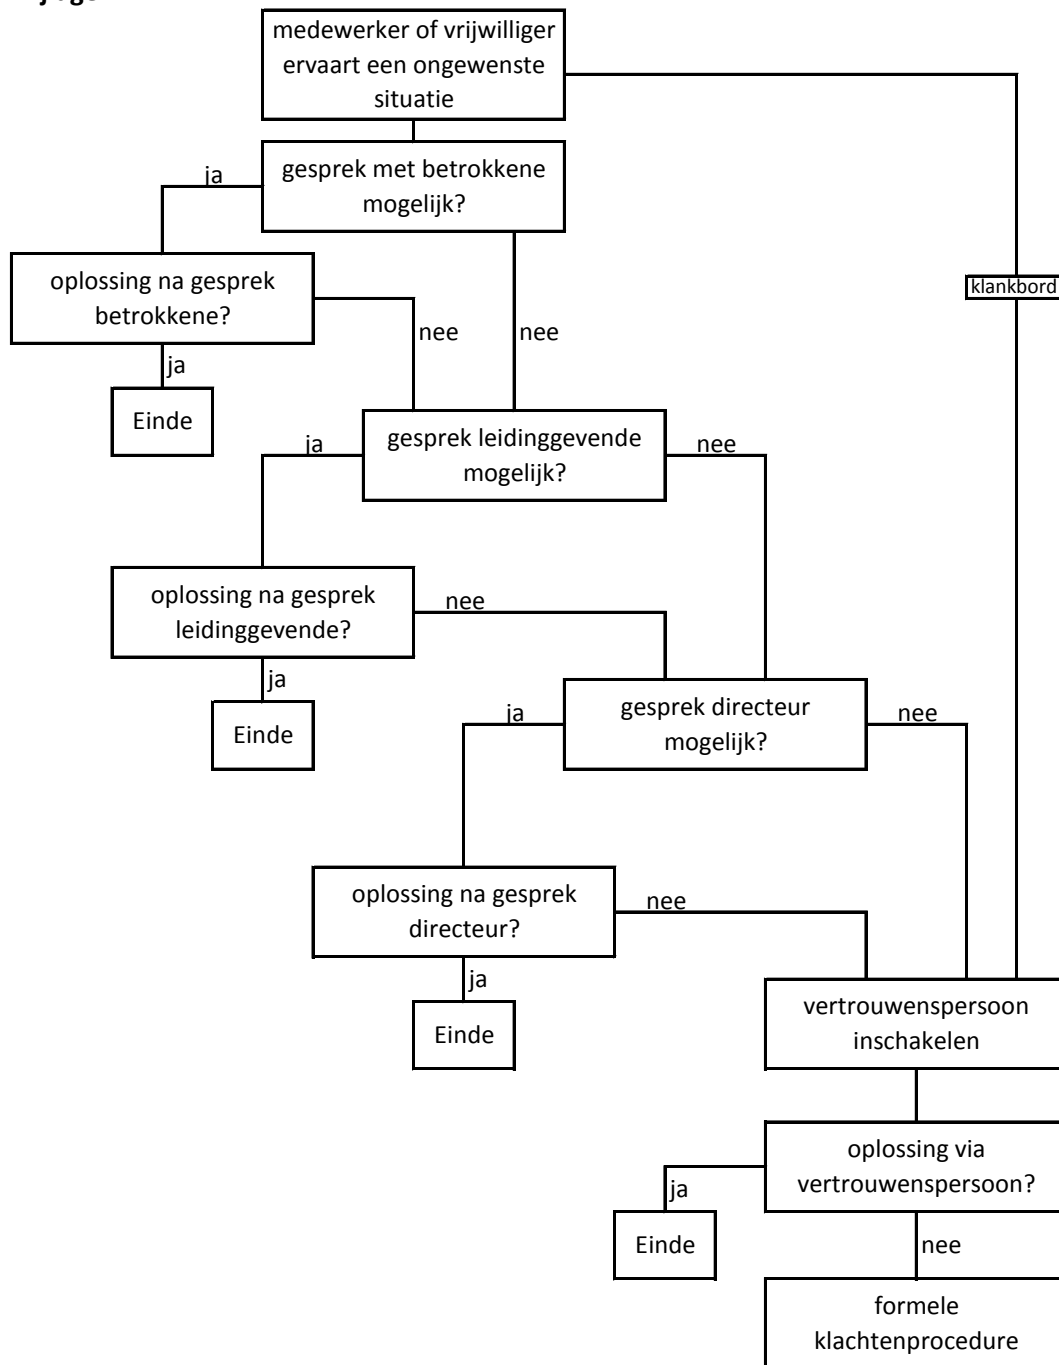 medewerker of vrijwilliger
ervaart een ongewenste
situatie
gesprek met betrokkene
mogelijk?
ja
oplossing na gesprek
betrokkene?
klankbord
nee
nee
ja
Einde
gesprek leidinggevende
mogelijk?
ja
nee
oplossing na gesprek
leidinggevende?
nee
ja
Einde
gesprek directeur
mogelijk?
ja
nee
oplossing na gesprek
directeur?
nee
ja
Einde
vertrouwenspersoon
inschakelen
oplossing via
vertrouwenspersoon?
ja
Einde
nee
formele
klachtenprocedure